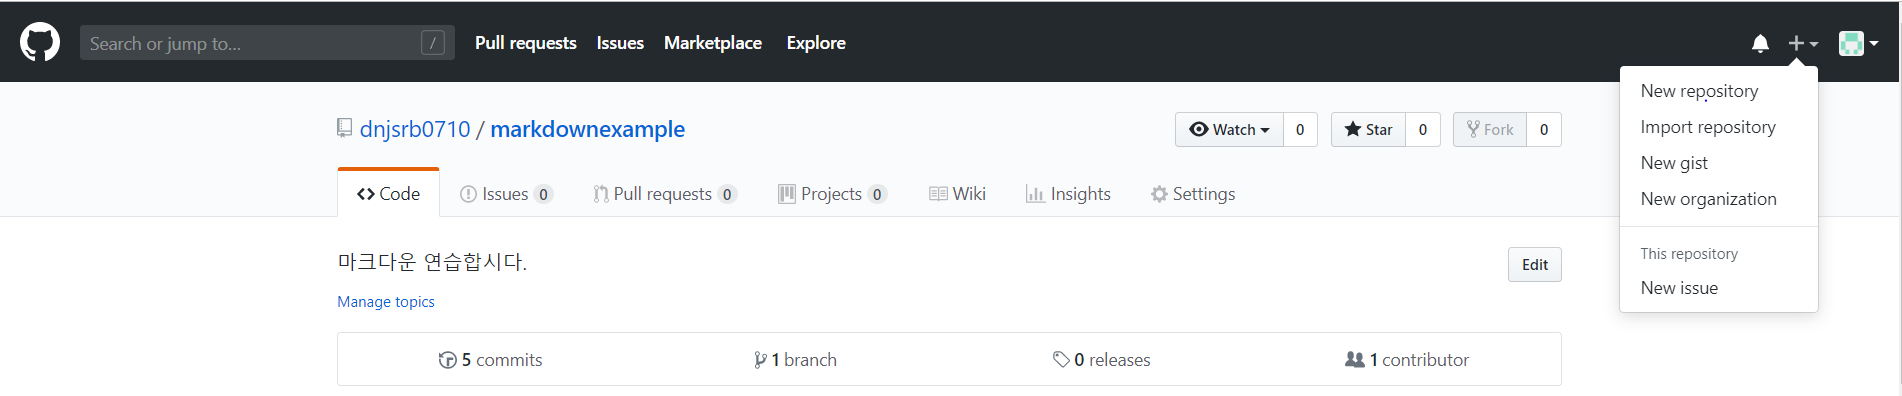 Search or jump to... / Pull requests Issues Marketplace Explore
New repository
Import repository
New gist
New organization
This repository
New issue
dnjsrb0710 / markdownexample Watch 0 Star 0 Fork 0
Code Issues 0 Pull requests 0 Projects 0 Wiki Insights Settings
마크다운 연습합시다. Edit
Manage topics
5 commits 1 branch 0 releases 1 contributor